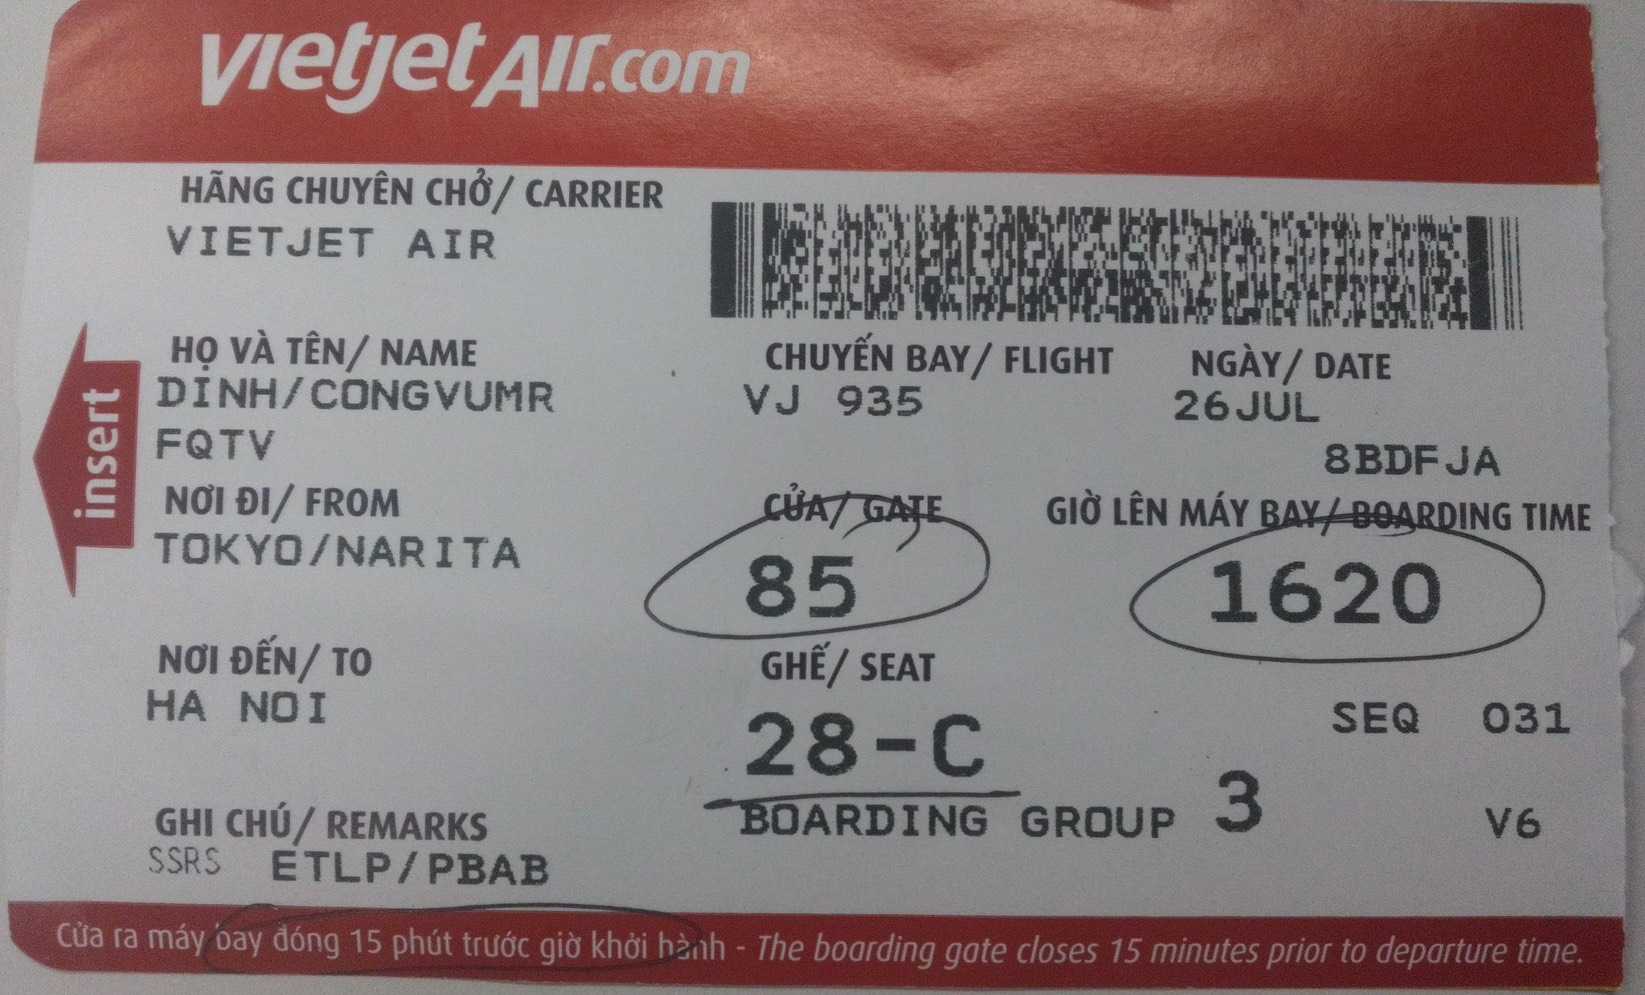 vietjetAir.com
HÃNG CHUYÊN CHỞ/ CARRIER
VIETJET AIR
HỌ VÀ TÊN/ NAME
DINH/CONGVUMR
FQTV
CHUYẾN BAY/ FLIGHT
VJ 935
NGÀY/ DATE
26JUL
8BDFJA
insert
NƠI ĐI/ FROM
TOKYO/NARITA
CỬA/ GATE
85
GIỜ LÊN MÁY BAY/ BOARDING TIME
1620
NƠI ĐẾN/ TO
HA NOI
GHẾ/ SEAT
28-C
SEQ 031
BOARDING GROUP 3
V6
GHI CHÚ/ REMARKS
SSRS ETLP/PBAB
Cửa ra máy bay đóng 15 phút trước giờ khởi hành - The boarding gate closes 15 minutes prior to departure time.